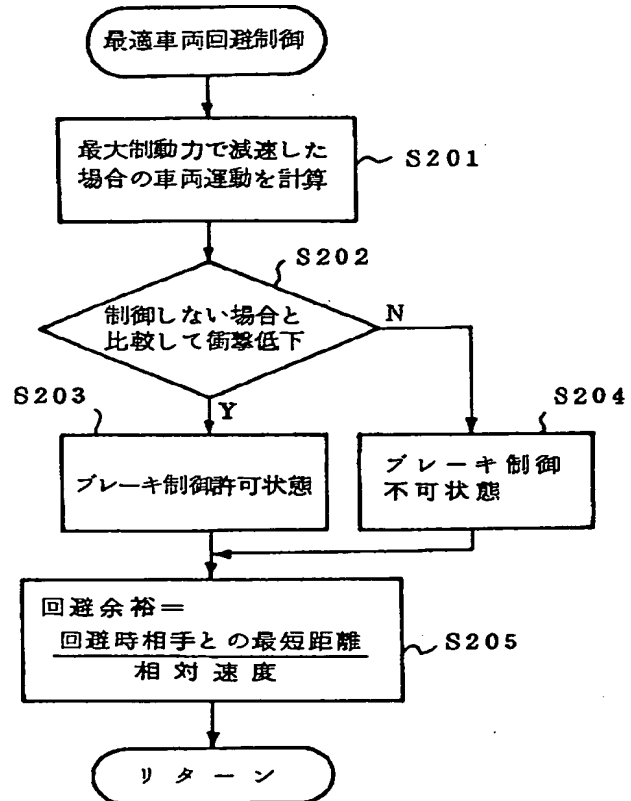 最適車両回避制御
最大制動力で減速した
場合の車両運動を計算
S201
S202
制御しない場合と
比較して衝撃低下
N
Y
S203
ブレーキ制御許可状態
S204
ブレーキ制御
不可状態
回避余裕＝
回避時相手との最短距離
相対速度
S205
リターン